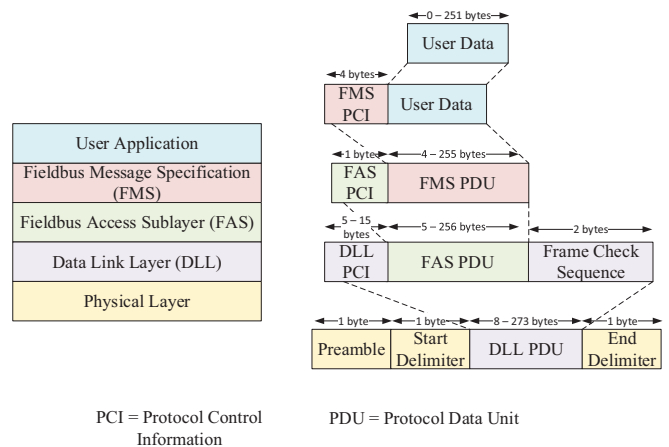 0 – 251 bytes
User Data
4 bytes
FMS
PCI
User Data
User Application
Fieldbus Message Specification
(FMS)
Fieldbus Access Sublayer (FAS)
Data Link Layer (DLL)
Physical Layer
1 byte
4 – 255 bytes
FAS
PCI
FMS PDU
5 – 15
bytes
5 – 256 bytes
2 bytes
DLL
PCI
FAS PDU
Frame Check
Sequence
1 byte
1 byte
8 – 273 bytes
1 byte
Preamble
Start
Delimiter
DLL PDU
End
Delimiter
PCI = Protocol Control
Information
PDU = Protocol Data Unit